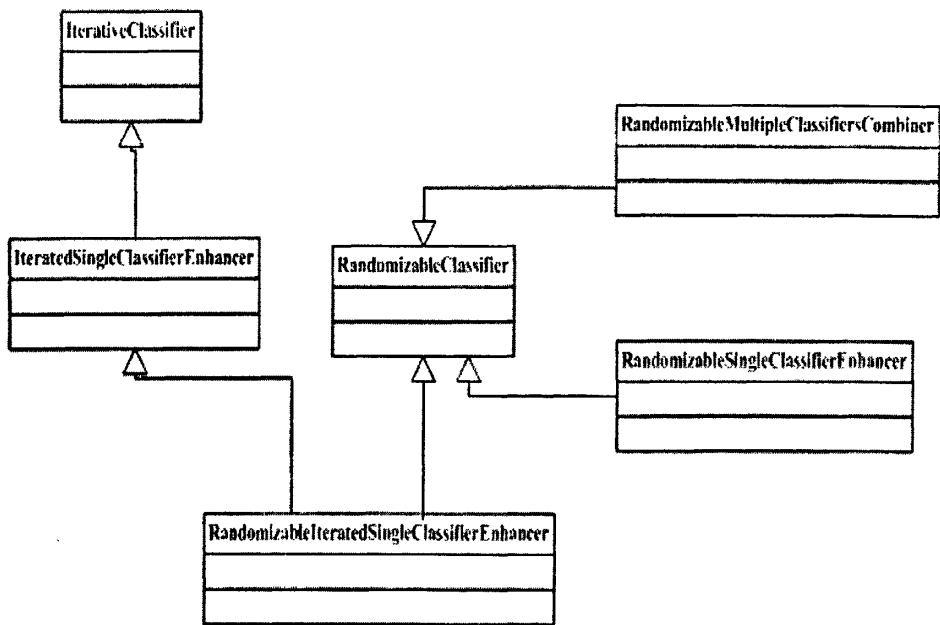 IterativeClassifier
RandomizableMultipleClassifiersCombiner
IteratedSingleClassifierEnhancer
RandomizableClassifier
RandomizableSingleClassifierEnhancer
RandomizableIteratedSingleClassifierEnhancer